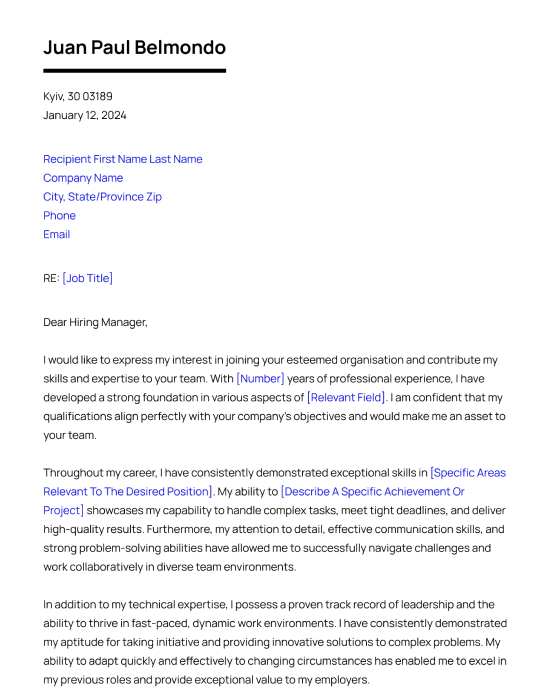 Juan Paul Belmondo
Kyiv, 30 03189
January 12, 2024
Recipient First Name Last Name
Company Name
City, State/Province Zip
Phone
Email
RE: [Job Title]
Dear Hiring Manager,
I would like to express my interest in joining your esteemed organisation and contribute my
skills and expertise to your team. With [Number] years of professional experience, I have
developed a strong foundation in various aspects of [Relevant Field]. I am confident that my
qualifications align perfectly with your company's objectives and would make me an asset to
your team.
Throughout my career, I have consistently demonstrated exceptional skills in [Specific Areas
Relevant To The Desired Position]. My ability to [Describe A Specific Achievement Or
Project] showcases my capability to handle complex tasks, meet tight deadlines, and deliver
high-quality results. Furthermore, my attention to detail, effective communication skills, and
strong problem-solving abilities have allowed me to successfully navigate challenges and
work collaboratively in diverse team environments.
In addition to my technical expertise, I possess a proven track record of leadership and the
ability to thrive in fast-paced, dynamic work environments. I have consistently demonstrated
my aptitude for taking initiative and providing innovative solutions to complex problems. My
ability to adapt quickly and effectively to changing circumstances has enabled me to excel in
my previous roles and provide exceptional value to my employers.